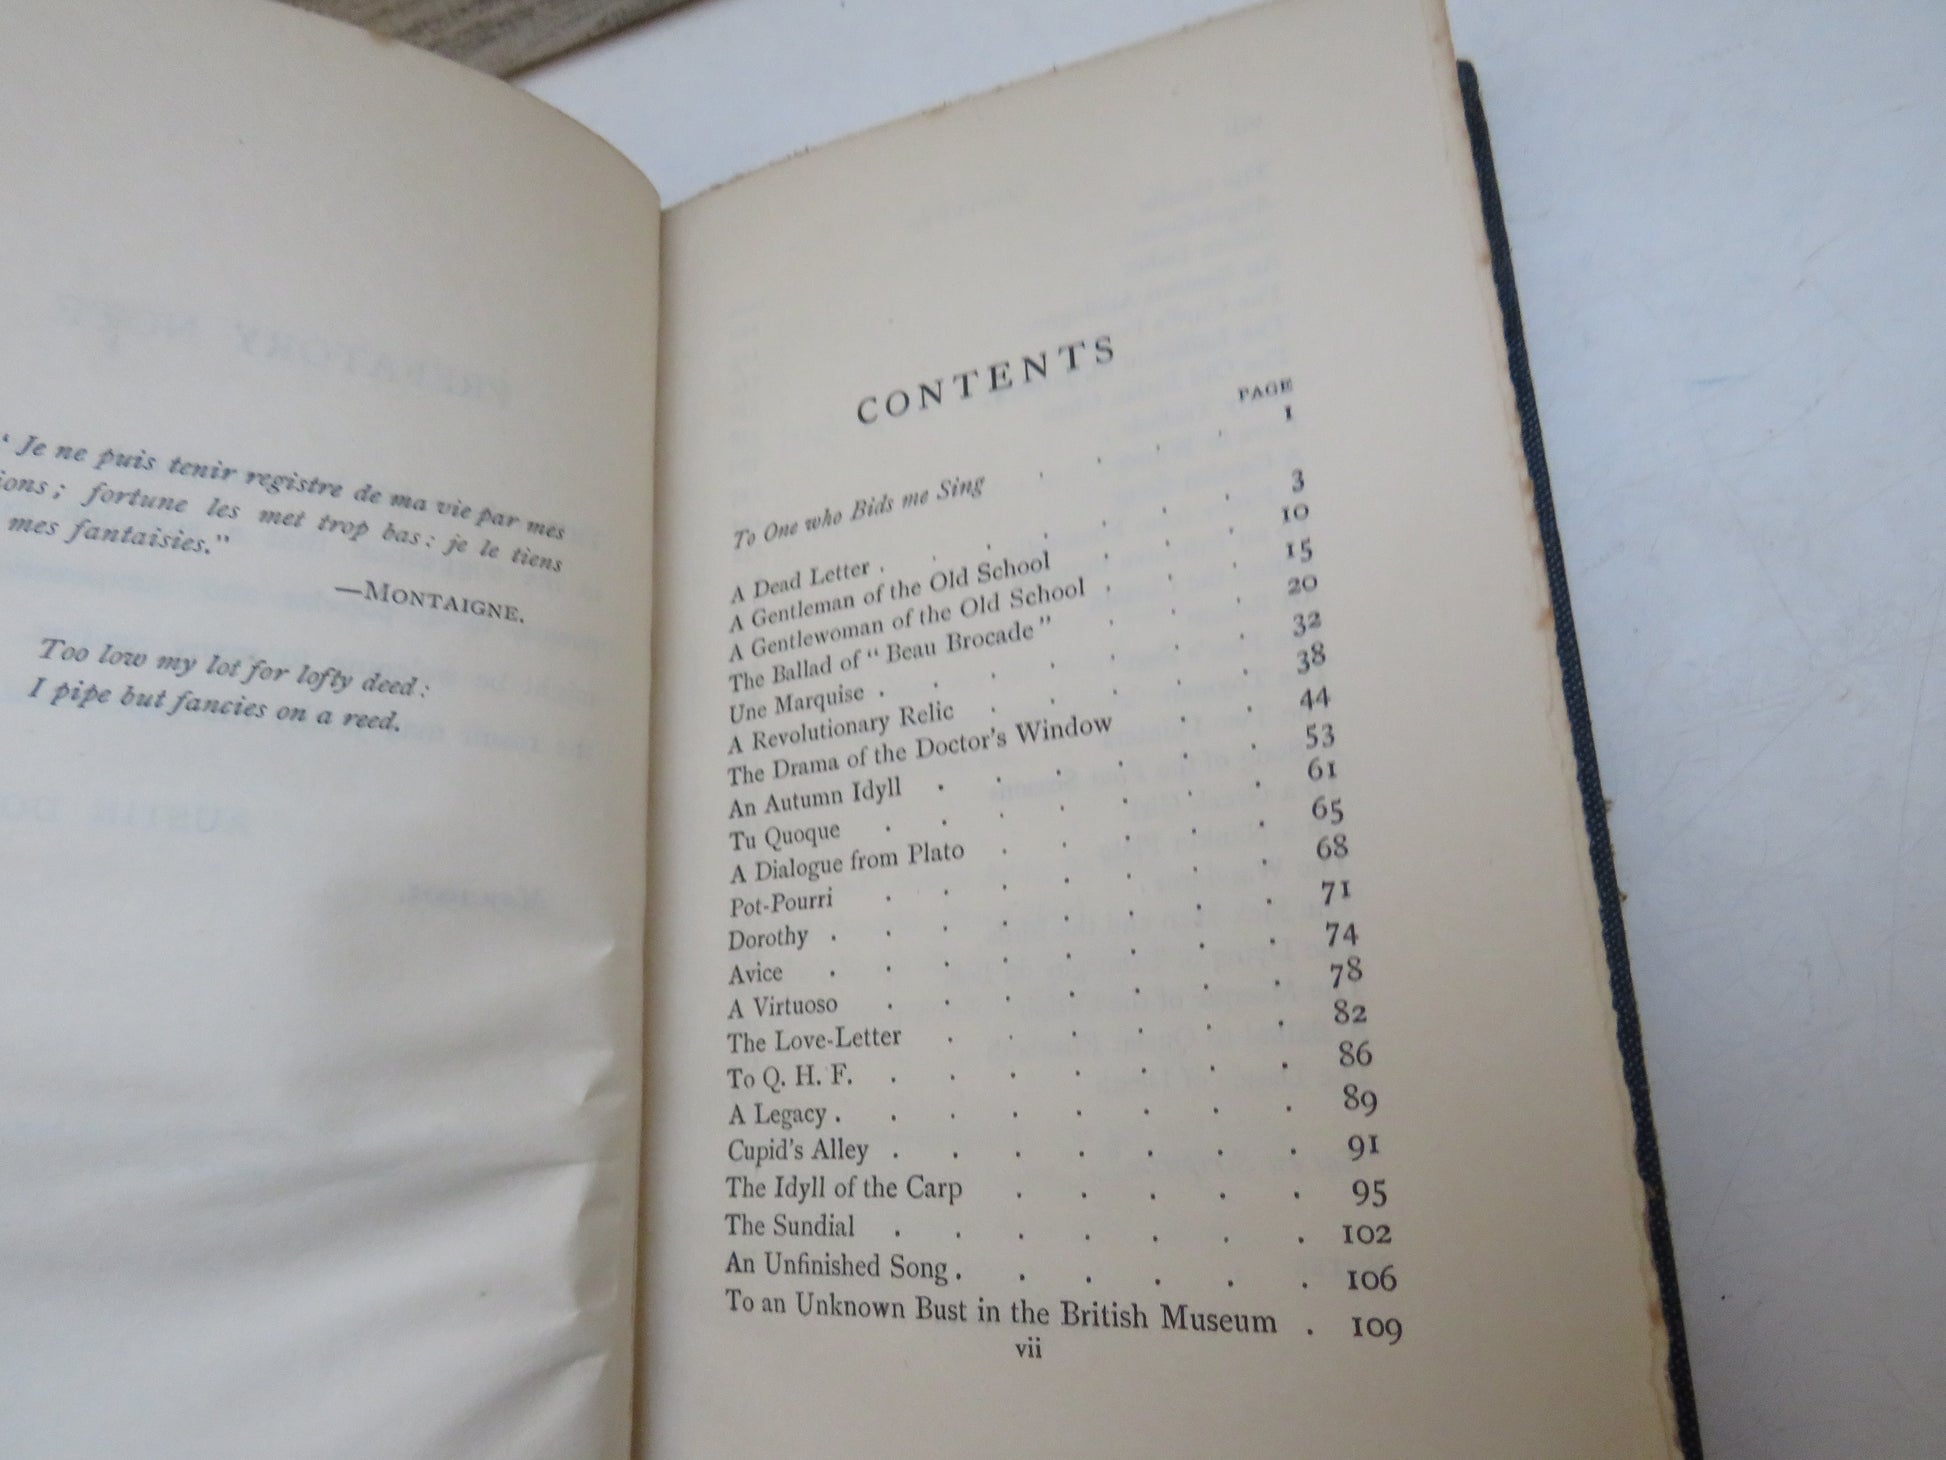 “ Je ne puis tenir registre de ma vie par mes
ions ; fortune les met trop bas : je le tiens
mes fantaisies.”
—MONTAIGNE.
Too low my lot for lofty deed :
I pipe but fancies on a reed.
CONTENTS
PAGE
To One who Bids me Sing . . . . 1
A Dead Letter . . . . . . 3
A Gentleman of the Old School . . . 10
A Gentlewoman of the Old School . . . 15
The Ballad of “ Beau Brocade ” . . . 20
Une Marquise . . . . . . 32
A Revolutionary Relic . . . . . 38
The Drama of the Doctor's Window . . 44
An Autumn Idyll . . . . . 53
Tu Quoque . . . . . . 61
A Dialogue from Plato . . . . . 65
Pot-Pourri . . . . . . 68
Dorothy . . . . . . . 71
Avice . . . . . . . 74
A Virtuoso . . . . . . 78
The Love-Letter . . . . . 82
To Q. H. F. . . . . . . 86
A Legacy . . . . . . . 89
Cupid's Alley . . . . . . 91
The Idyll of the Carp . . . . . 95
The Sundial . . . . . . 102
An Unfinished Song . . . . . 106
To an Unknown Bust in the British Museum . 109
vii